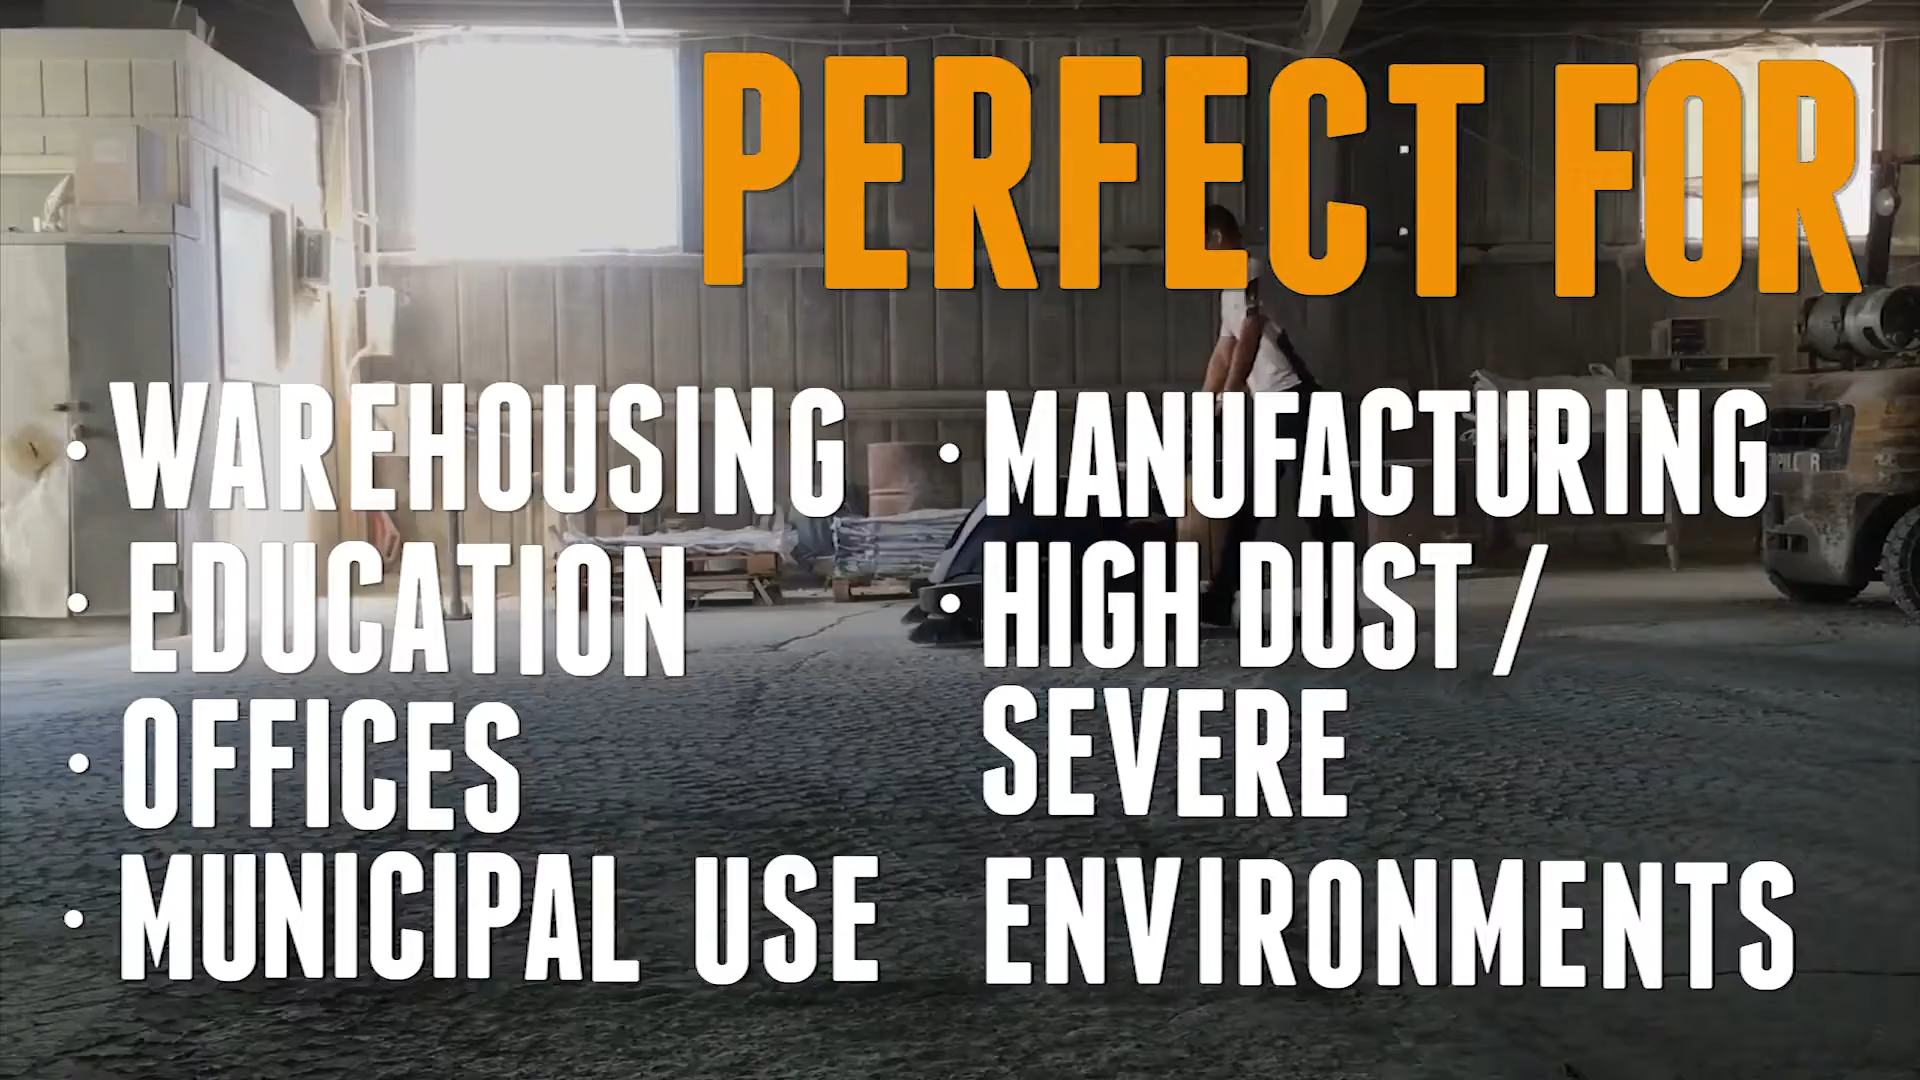 PERFECT FOR
• WAREHOUSING
• EDUCATION
• OFFICES
• MUNICIPAL USE
• MANUFACTURING
• HIGH DUST /
SEVERE
ENVIRONMENTS